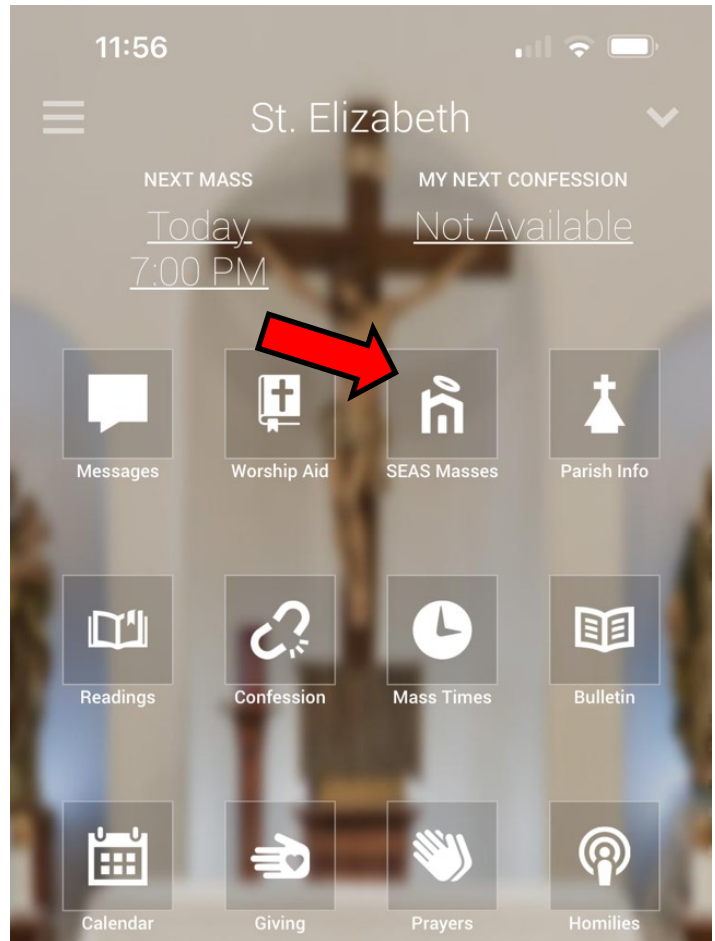 11:56
St. Elizabeth
NEXT MASS
MY NEXT CONFESSION
Today
7:00 PM
Not Available
Messages
Worship Aid
SEAS Masses
Parish Info
Readings
Confession
Mass Times
Bulletin
Calendar
Giving
Prayers
Homilies